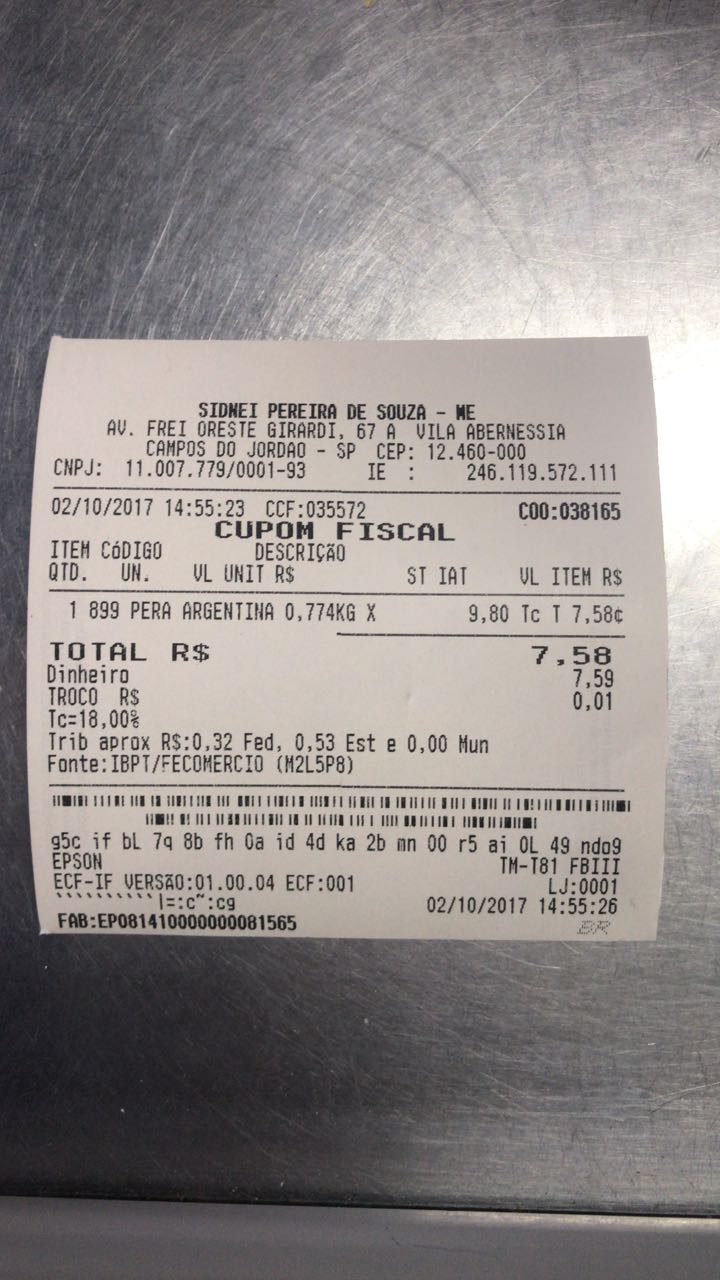 SIDNEI PEREIRA DE SOUZA - ME
AV. FREI ORESTE GIRARDI, 67 A VILA ABERNESSIA
CAMPOS DO JORDAO - SP CEP: 12.460-000
CNPJ: 11.007.779/0001-93 IE : 246.119.572.111
02/10/2017 14:55:23 CCF:035572 COO:038165
CUPOM FISCAL
ITEM CóDIGO DESCRIÇÃO
QTD. UN. VL UNIT R$ ST IAT VL ITEM R$
1 899 PERA ARGENTINA 0,774KG X 9,80 Tc T 7,58¢
TOTAL R$ 7,58
Dinheiro 7,59
TROCO R$ 0,01
Tc=18,00%
Trib aprox R$:0,32 Fed, 0,53 Est e 0,00 Mun
Fonte:IBPT/FECOMERCIO (M2L5P8)
g5c if bL 7q 8b fh 0a id 4d ka 2b mn 00 r5 ai 0L 49 ndo9
EPSON TM-T81 FBIII
ECF-IF VERSãO:01.00.04 ECF:001 LJ:0001
``````````|=:c~:cg 02/10/2017 14:55:26
FAB:EP081410000000081565 BR